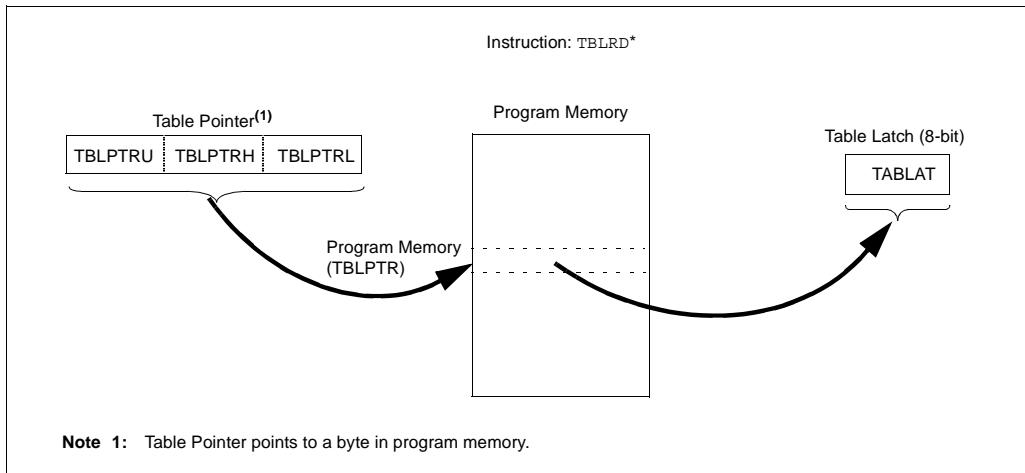 Instruction: TBLRD*
Table Pointer(1)
TBLPTRU TBLPTRH TBLPTRL
Program Memory
Table Latch (8-bit)
TABLAT
Program Memory
(TBLPTR)
Note 1: Table Pointer points to a byte in program memory.